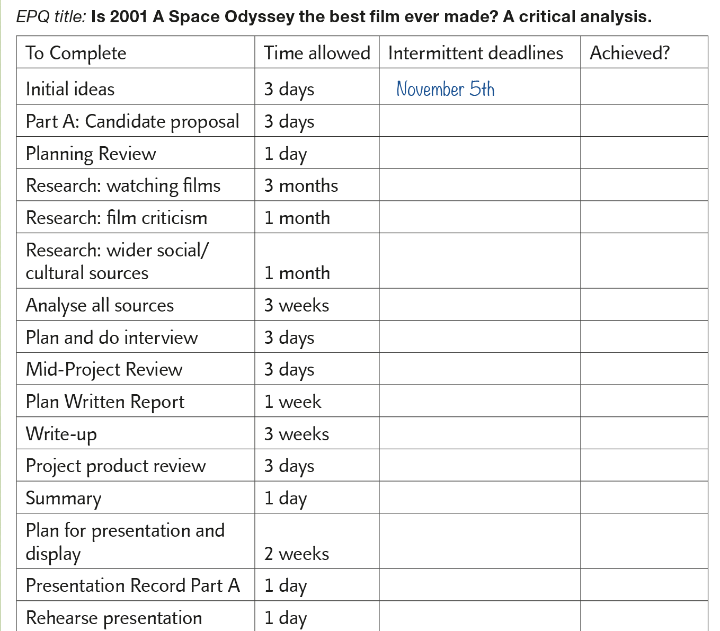 EPQ title: Is 2001 A Space Odyssey the best film ever made? A critical analysis.
To Complete Time allowed Intermittent deadlines Achieved?
Initial ideas 3 days November 5th
Part A: Candidate proposal 3 days
Planning Review 1 day
Research: watching films 3 months
Research: film criticism 1 month
Research: wider social/
cultural sources 1 month
Analyse all sources 3 weeks
Plan and do interview 3 days
Mid-Project Review 3 days
Plan Written Report 1 week
Write-up 3 weeks
Project product review 3 days
Summary 1 day
Plan for presentation and
display 2 weeks
Presentation Record Part A 1 day
Rehearse presentation 1 day